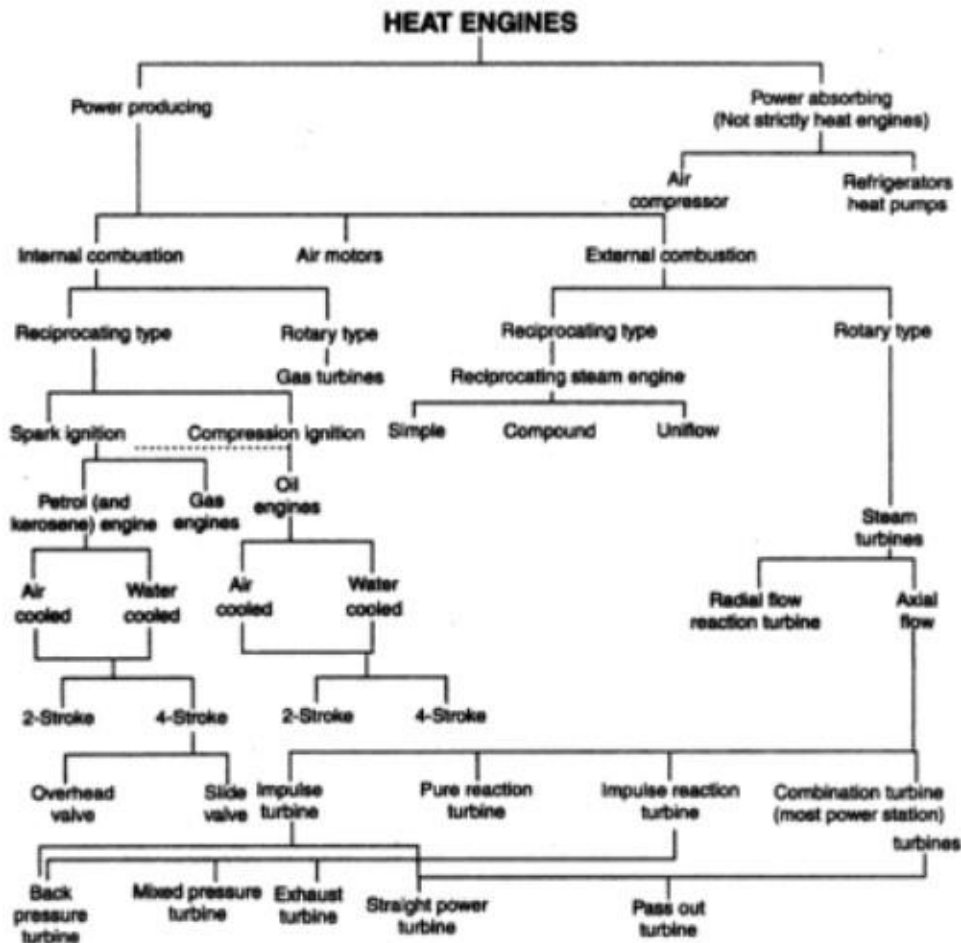 HEAT ENGINES
Power producing
Power absorbing
(Not strictly heat engines)
Air
compressor
Refrigerators
heat pumps
Internal combustion
Air motors
External combustion
Reciprocating type
Rotary type
Reciprocating type
Rotary type
Gas turbines
Reciprocating steam engine
Spark ignition
Compression ignition
Simple
Compound
Uniflow
Petrol (and
kerosene) engine
Gas
engines
Oil
engines
Steam
turbines
Air
cooled
Water
cooled
Air
cooled
Water
cooled
Radial flow
reaction turbine
Axial
flow
2-Stroke
4-Stroke
2-Stroke
4-Stroke
Overhead
valve
Slide
valve
Impulse
turbine
Pure reaction
turbine
Impulse reaction
turbine
Combination turbine
(most power station)
turbines
Back
pressure
turbine
Mixed pressure
turbine
Exhaust
turbine
Straight power
turbine
Pass out
turbine